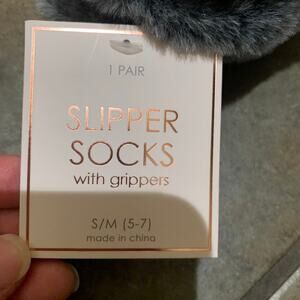 1 PAIR
SLIPPER
SOCKS
with grippers
S/M (5-7)
made in china